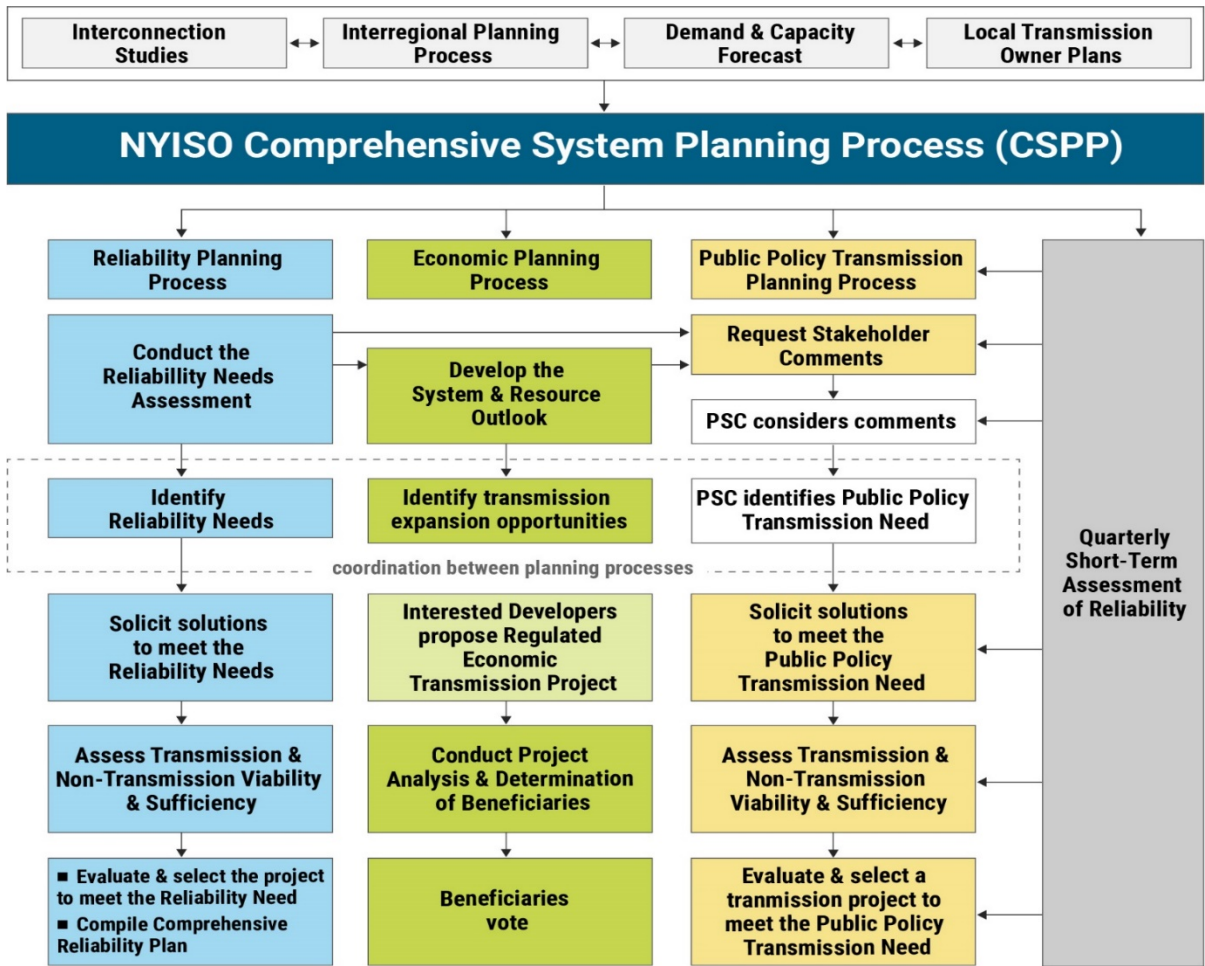 Interconnection
Studies
Interregional Planning
Process
Demand & Capacity
Forecast
Local Transmission
Owner Plans
NYISO Comprehensive System Planning Process (CSPP)
Reliability Planning
Process
Economic Planning
Process
Public Policy Transmission
Planning Process
Conduct the
Reliabillity Needs
Assessment
Develop the
System & Resource
Outlook
Request Stakeholder
Comments
PSC considers comments
Identify
Reliability Needs
Identify transmission
expansion opportunities
PSC identifies Public Policy
Transmission Need
coordination between planning processes
Quarterly
Short-Term
Assessment
of Reliability
Solicit solutions
to meet the
Reliability Needs
Interested Developers
propose Regulated
Economic
Transmission Project
Solicit solutions
to meet the
Public Policy
Transmission Need
Assess Transmission &
Non-Transmission Viability
& Sufficiency
Conduct Project
Analysis & Determination
of Beneficiaries
Assess Transmission &
Non-Transmission
Viability & Sufficiency
■ Evaluate & select the project
to meet the Reliability Need
■ Compile Comprehensive
Reliability Plan
Beneficiaries
vote
Evaluate & select a
tranmission project to
meet the Public Policy
Transmission Need